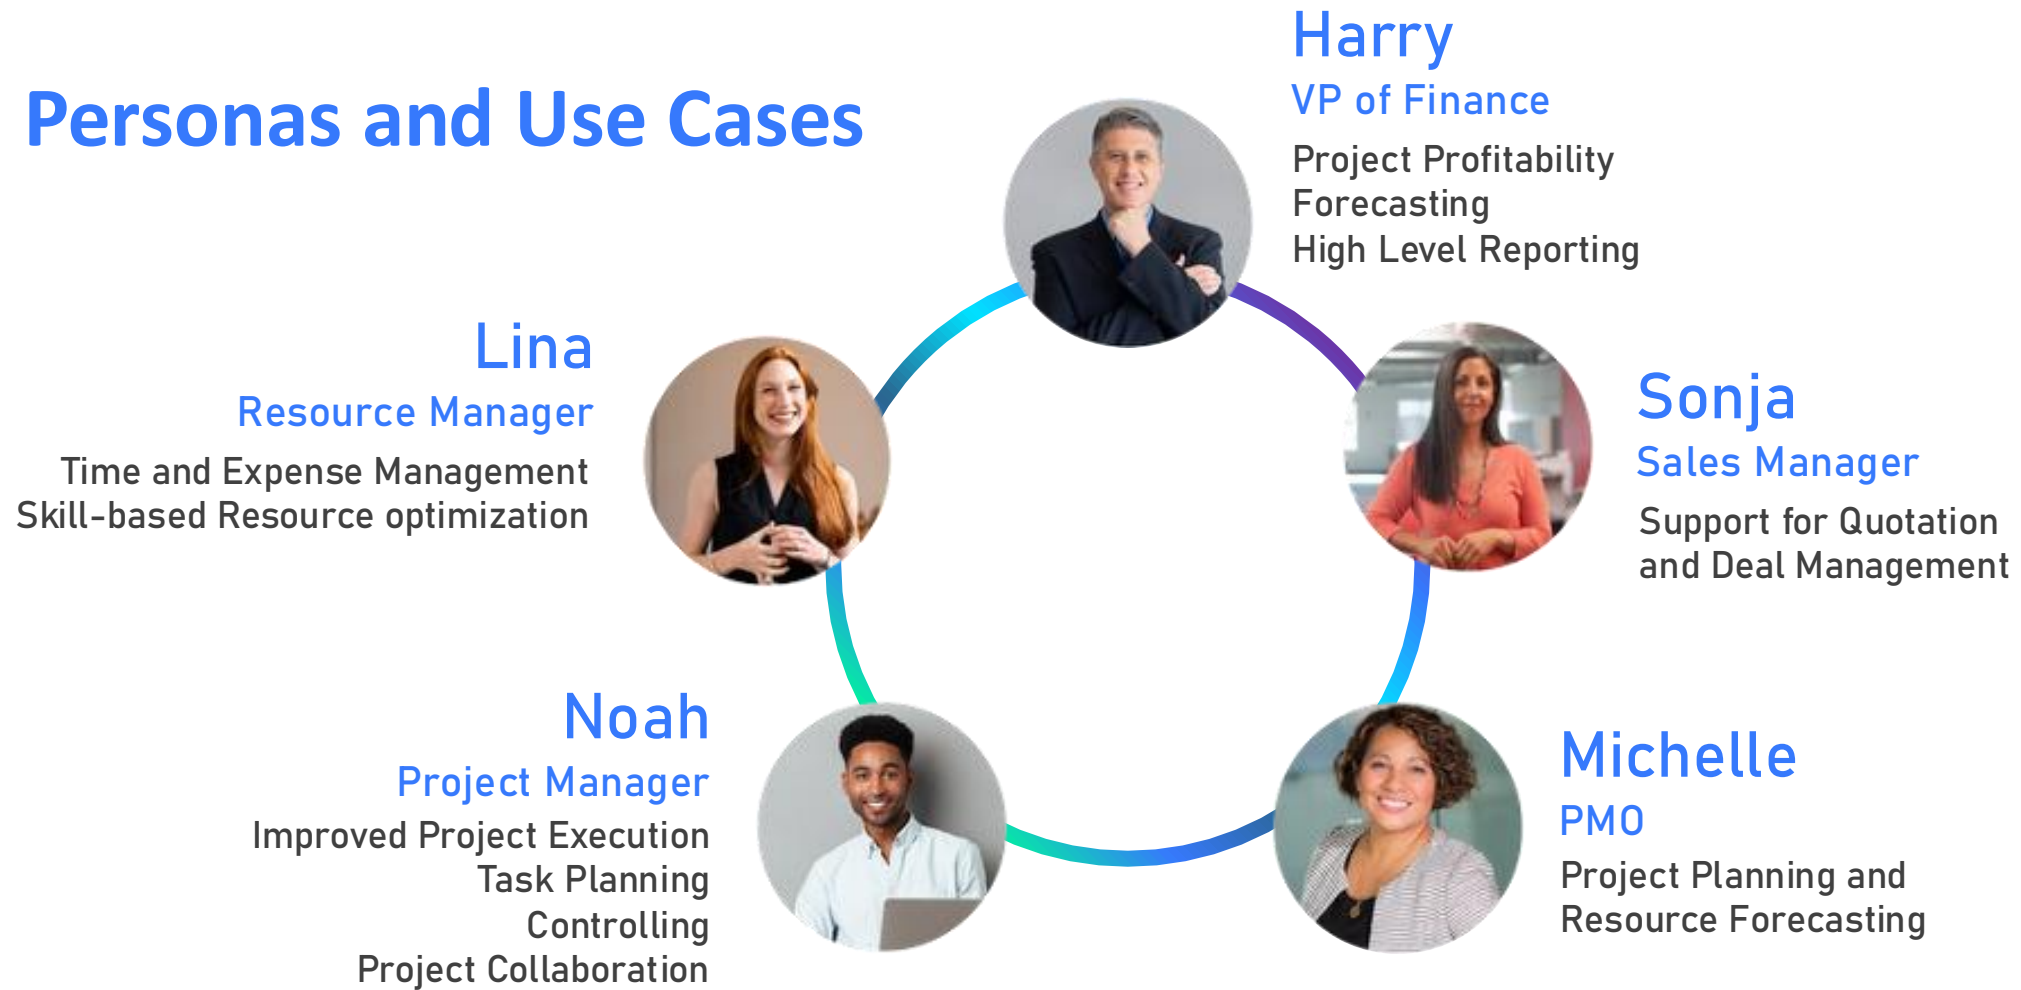 Personas and Use Cases
Harry
VP of Finance
Project Profitability
Forecasting
High Level Reporting
Lina
Resource Manager
Time and Expense Management
Skill-based Resource optimization
Sonja
Sales Manager
Support for Quotation
and Deal Management
Noah
Project Manager
Improved Project Execution
Task Planning
Controlling
Project Collaboration
Michelle
PMO
Project Planning and
Resource Forecasting